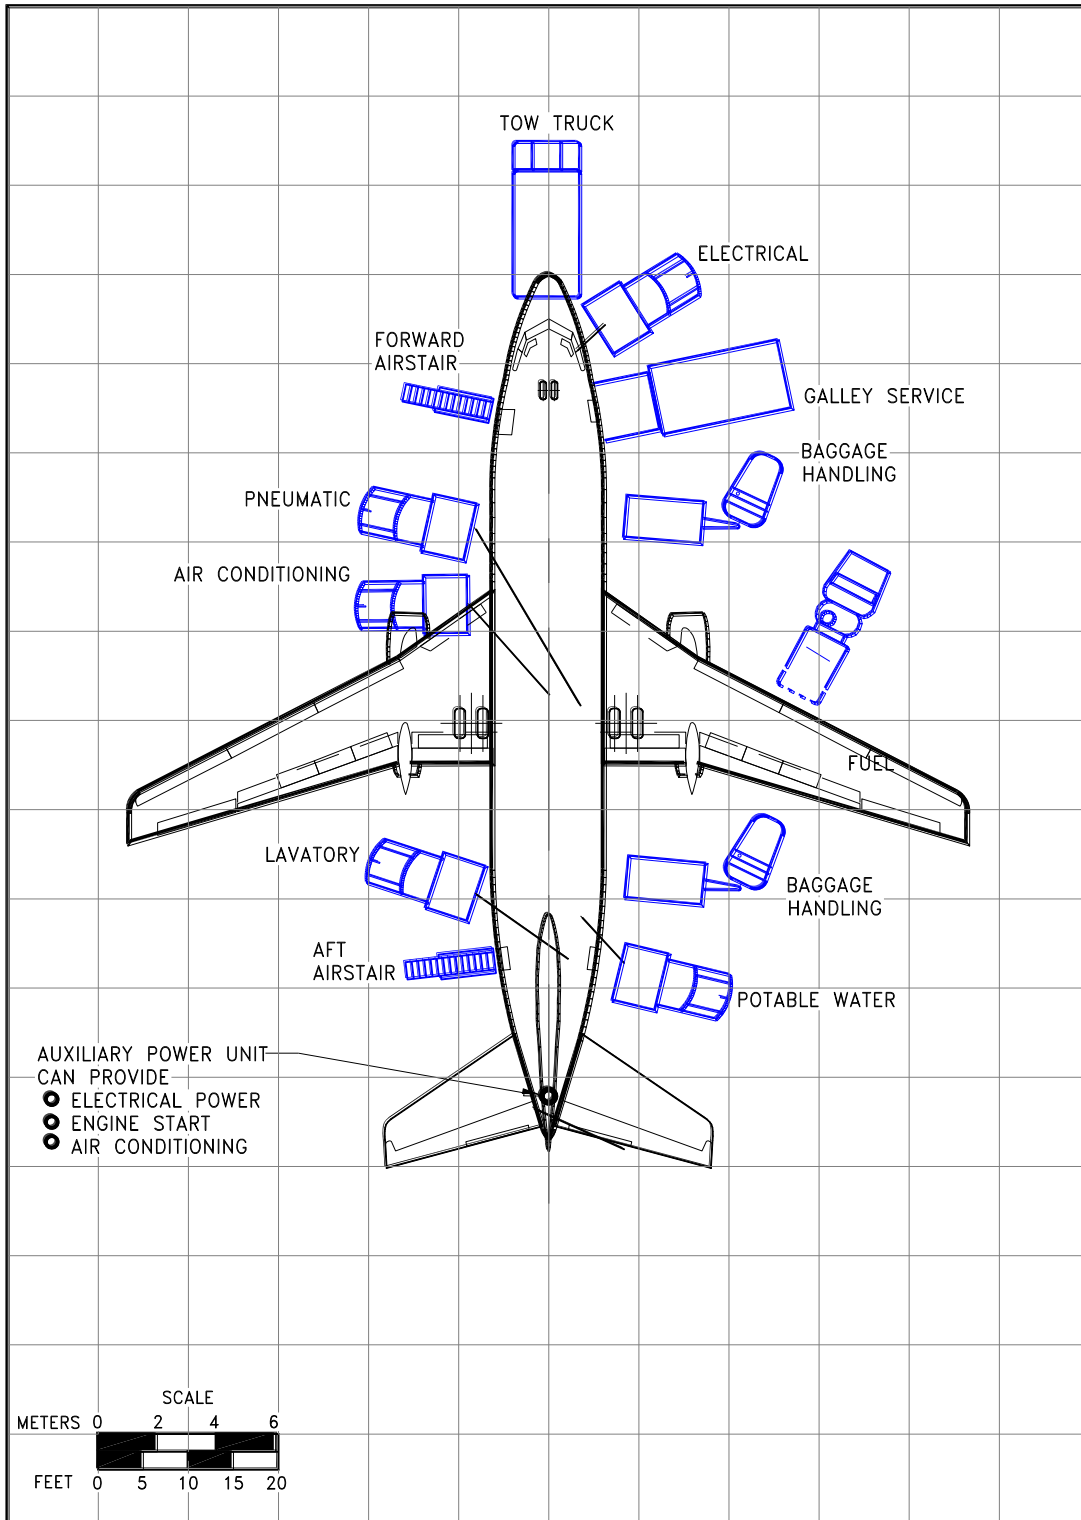 TOW TRUCK
ELECTRICAL
FORWARD
AIRSTAIR
GALLEY SERVICE
BAGGAGE
HANDLING
PNEUMATIC
AIR CONDITIONING
FUEL
LAVATORY
BAGGAGE
HANDLING
AFT
AIRSTAIR
POTABLE WATER
AUXILIARY POWER UNIT
CAN PROVIDE
ELECTRICAL POWER
ENGINE START
AIR CONDITIONING
SCALE
METERS 0 2 4 6
FEET 0 5 10 15 20